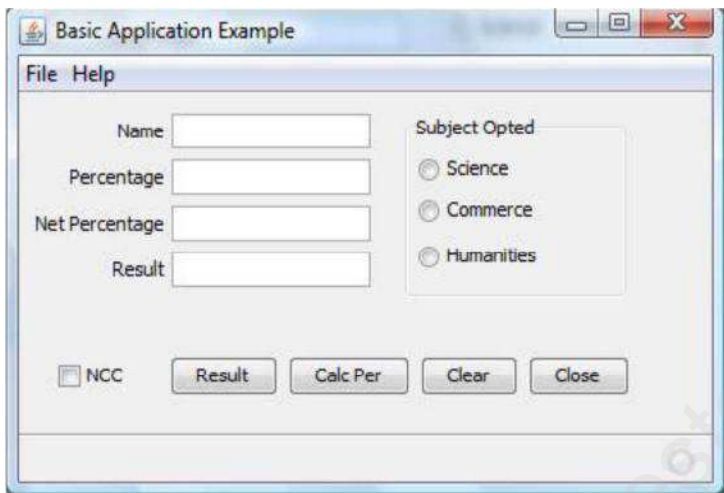 Basic Application Example
File Help
Name
Percentage
Net Percentage
Result
Subject Opted
Science
Commerce
Humanities
NCC Result Calc Per Clear Close